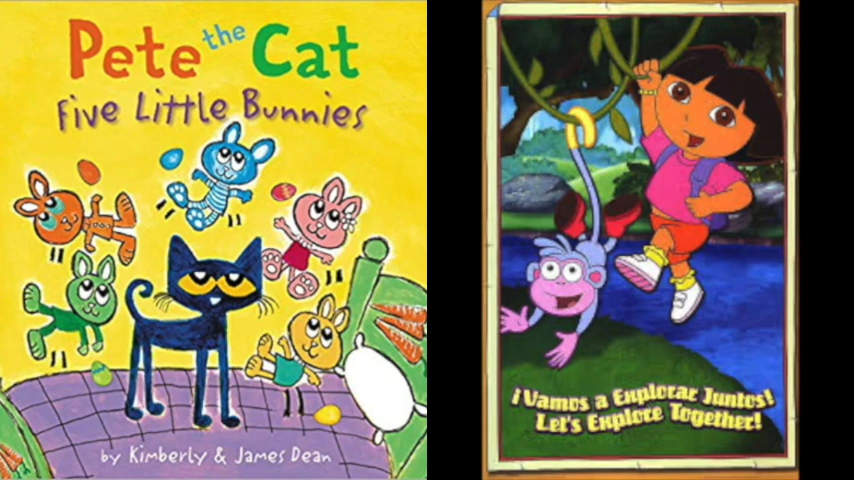 Pete the Cat
Five Little Bunnies
by Kimberly & James Dean
¡Vamos a Explorar Juntos!
Let's Explore Together!